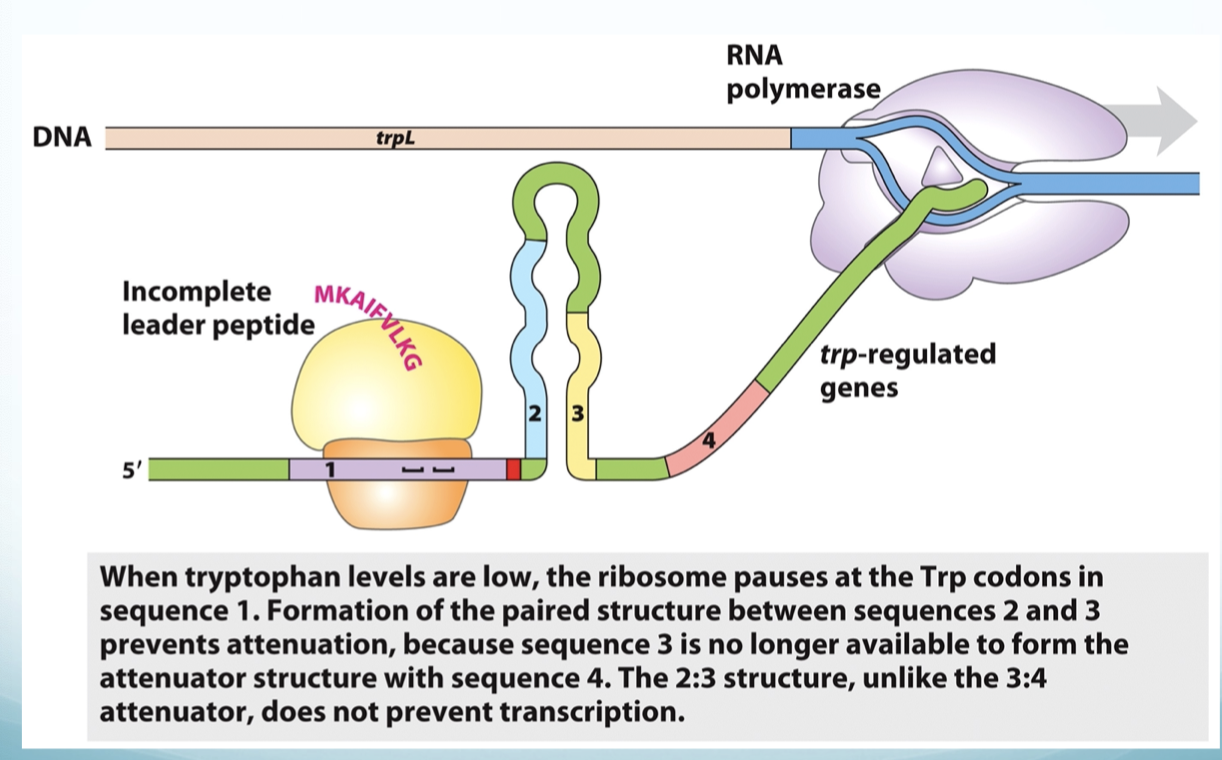 RNA
polymerase
DNA
trpL
Incomplete
leader peptide
MKAIFVLKG
2
3
trp-regulated
genes
4
5′
1
When tryptophan levels are low, the ribosome pauses at the Trp codons in
sequence 1. Formation of the paired structure between sequences 2 and 3
prevents attenuation, because sequence 3 is no longer available to form the
attenuator structure with sequence 4. The 2:3 structure, unlike the 3:4
attenuator, does not prevent transcription.